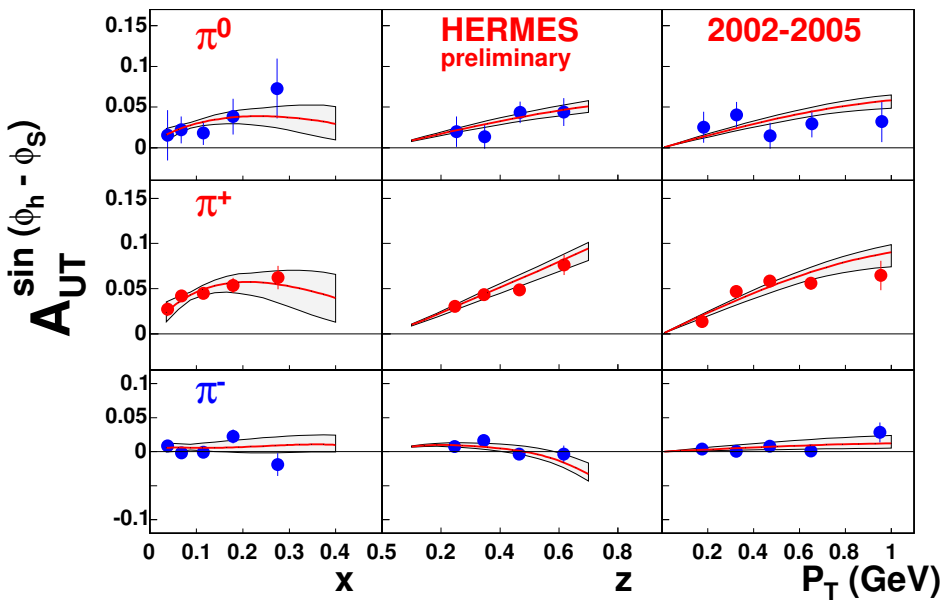 π0 HERMES 2002-2005
preliminary
0.15
0.1
0.05
0
π+
0.15
0.1
0.05
0
π-
0.1
0.05
0
-0.1
A_UT^sin (ϕh - ϕS)
0 0.1 0.2 0.3 0.4 0.5 0.2 0.4 0.6 0.8 0.2 0.4 0.6 0.8 1
x z P_T (GeV)